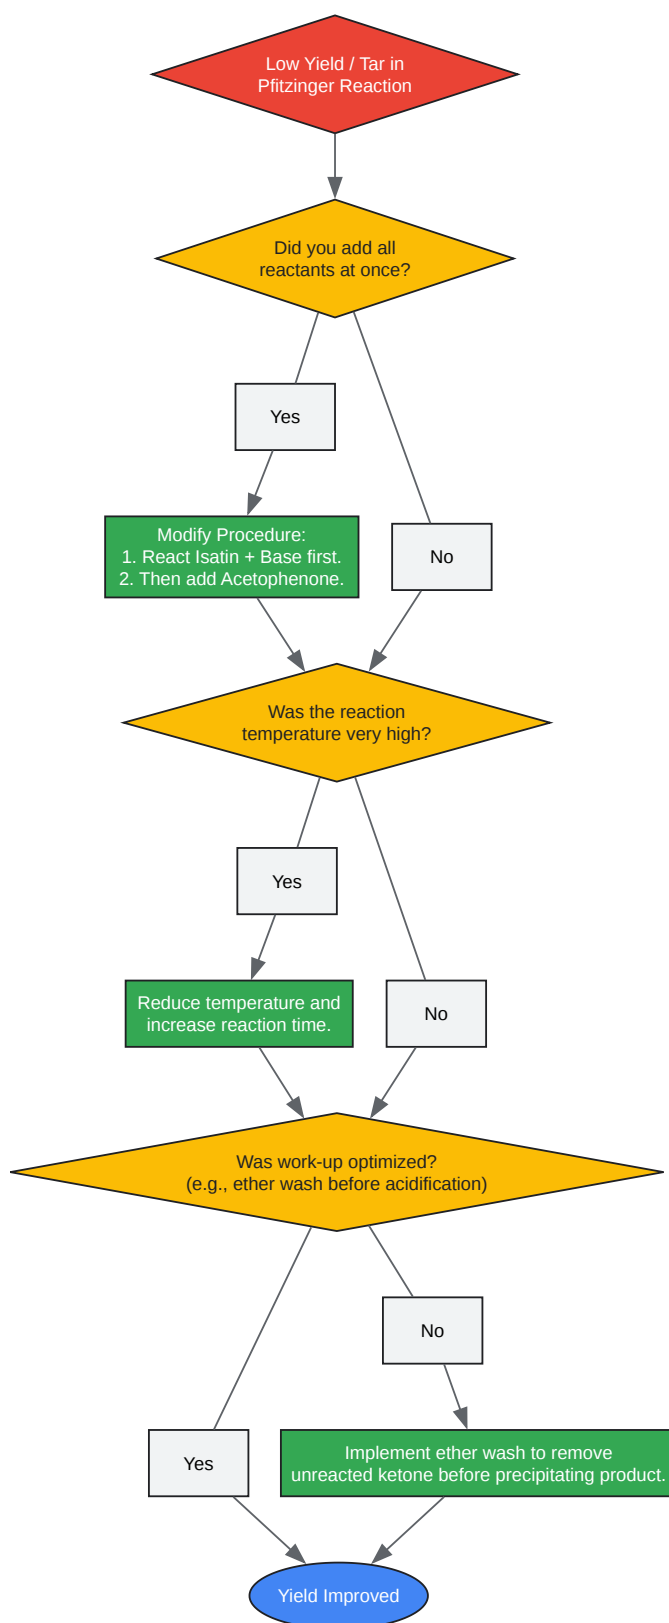 Low Yield / Tar in
Pfitzinger Reaction
Did you add all
reactants at once?
Yes
Modify Procedure:
1. React Isatin + Base first.
2. Then add Acetophenone.
No
Was the reaction
temperature very high?
Yes
Reduce temperature and
increase reaction time.
No
Was work-up optimized?
(e.g., ether wash before acidification)
No
Yes
Implement ether wash to remove
unreacted ketone before precipitating product.
Yield Improved